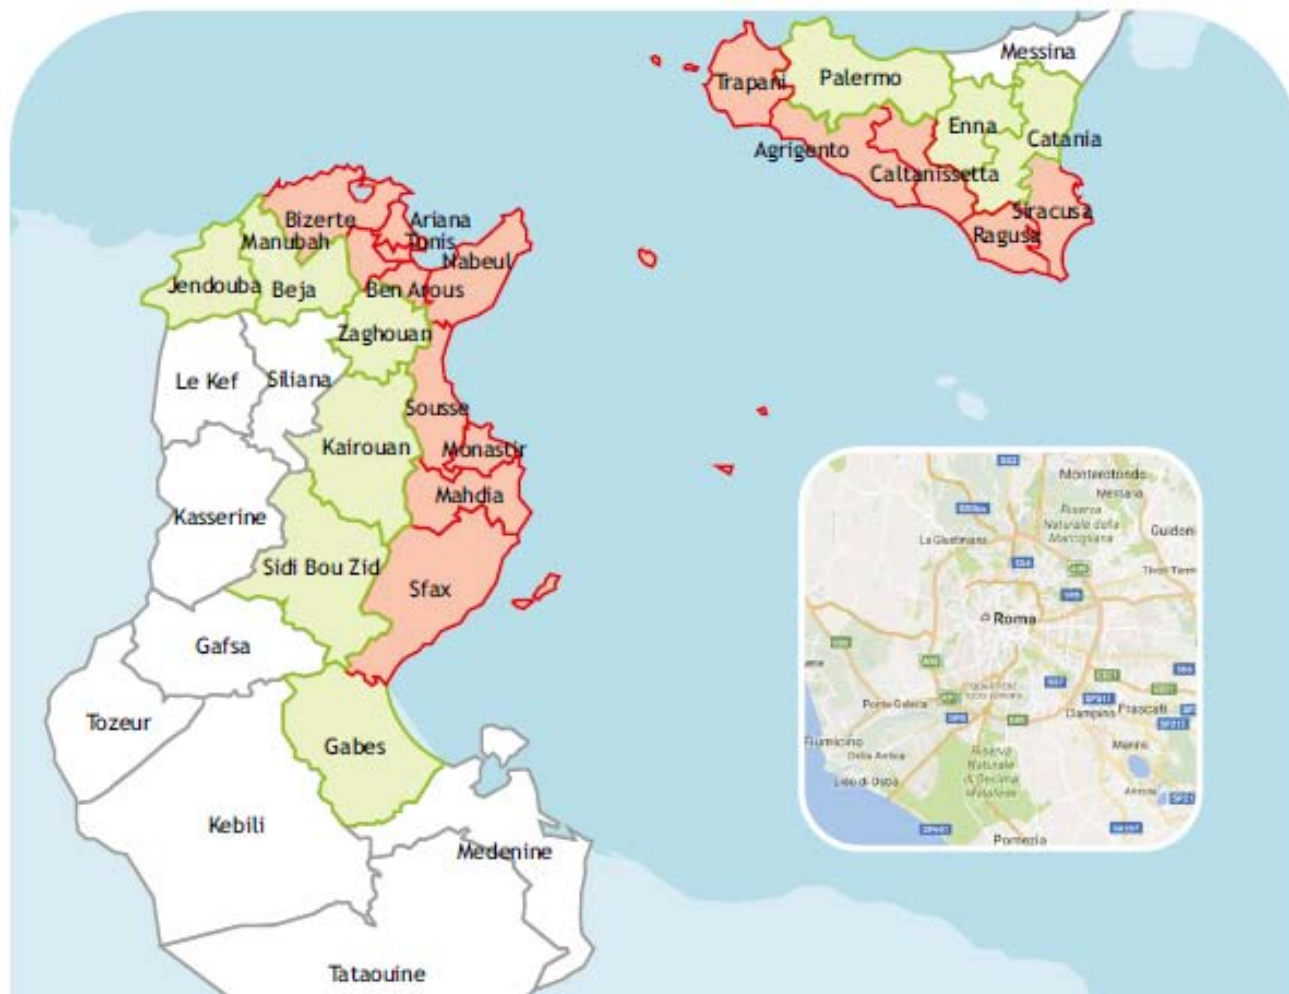 Messina
Trapani
Palermo
Enna
Catania
Agrigento
Caltanissetta
Siracusa
Ragusa
Bizerte
Ariana
Manubah
Tunis
Nabeul
Jendouba
Beja
Ben Arous
Zaghouan
Le Kef
Siliana
Sousse
Kairouan
Monastir
Mahdia
Kasserine
Sidi Bou Zid
Sfax
Gafsa
Tozeur
Gabes
Kebili
Medenine
Tataouine
Monterotondo
Riserva
Naturale della
Marcigliana
Guidoni
La Giustiniana
Roma
Ponte Galeria
Ciampino
Frascati
Fiumicino
Marino
Riserva
Naturale
di Decima
Malafede
Lido di Ostia
Pomezia